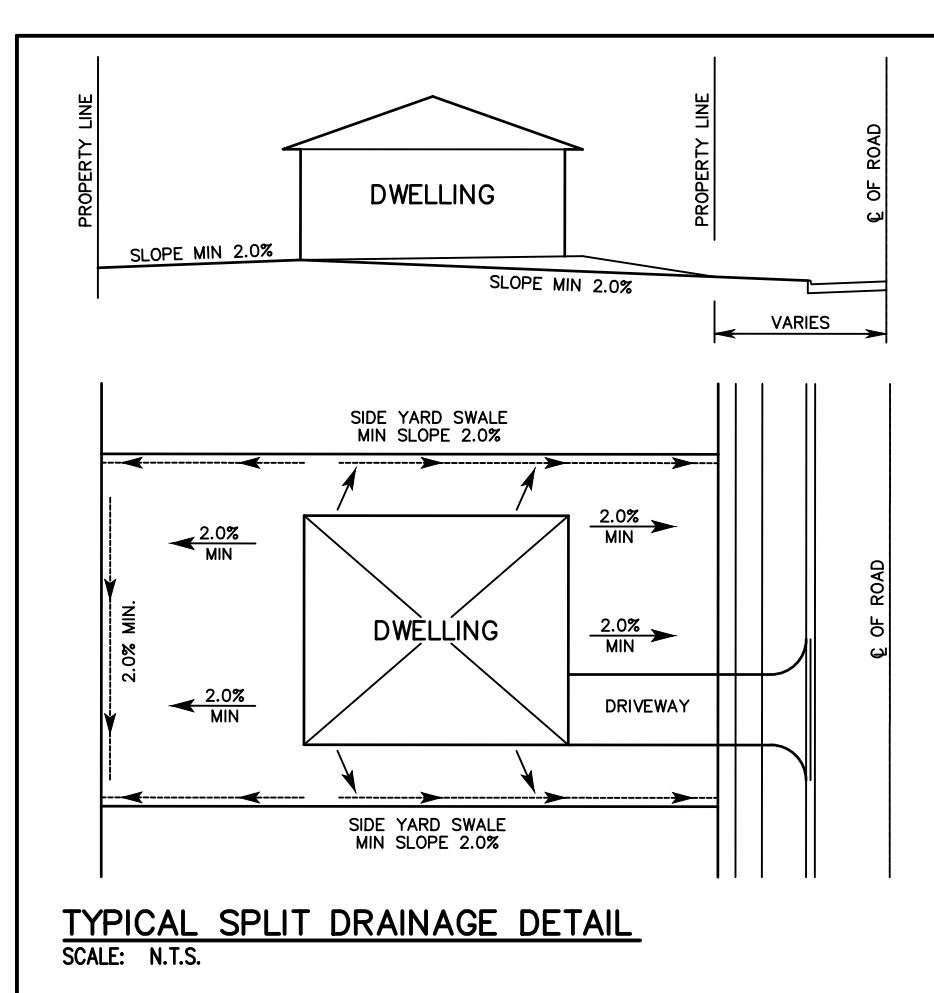 PROPERTY LINE
PROPERTY LINE
℄ OF ROAD
DWELLING
SLOPE MIN 2.0%
SLOPE MIN 2.0%
VARIES
SIDE YARD SWALE
MIN SLOPE 2.0%
2.0%
MIN
2.0%
MIN
2.0% MIN.
DWELLING
2.0%
MIN
℄ OF ROAD
2.0%
MIN
DRIVEWAY
SIDE YARD SWALE
MIN SLOPE 2.0%
TYPICAL SPLIT DRAINAGE DETAIL
SCALE: N.T.S.